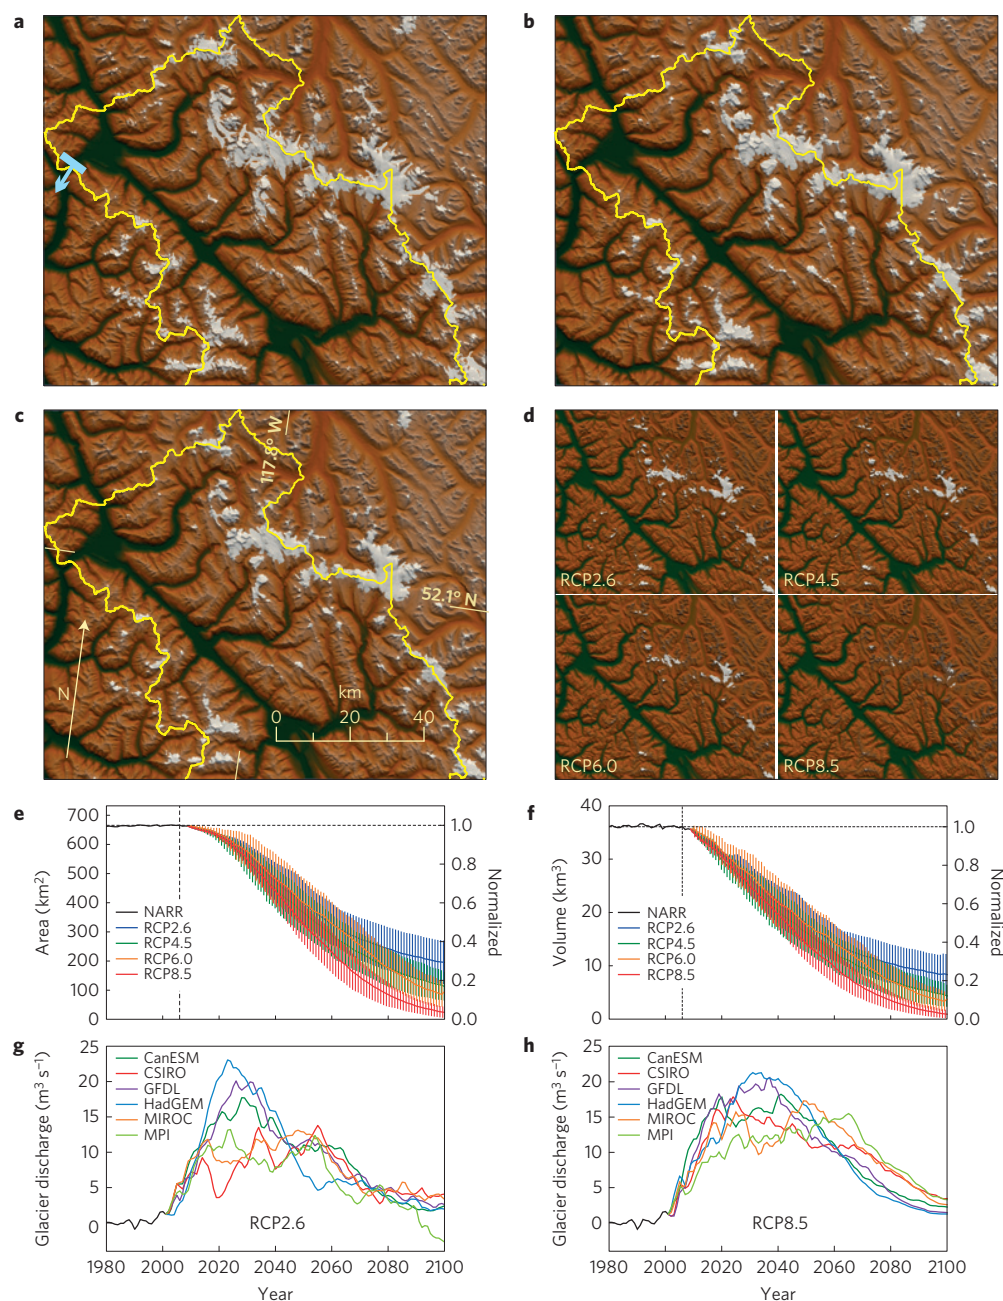 a
b
c
117.8° W
52.1° N
N
km
0 20 40
d
RCP2.6
RCP4.5
RCP6.0
RCP8.5
e
700
600
500
400
300
200
100
0
Area (km²)
1.0
0.8
0.6
0.4
0.2
0.0
Normalized
NARR
RCP2.6
RCP4.5
RCP6.0
RCP8.5
f
40
30
20
10
0
Volume (km³)
1.0
0.8
0.6
0.4
0.2
0.0
Normalized
NARR
RCP2.6
RCP4.5
RCP6.0
RCP8.5
g
25
20
15
10
5
0
Glacier discharge (m³ s⁻¹)
CanESM
CSIRO
GFDL
HadGEM
MIROC
MPI
RCP2.6
1980 2000 2020 2040 2060 2080 2100
Year
h
25
20
15
10
5
0
Glacier discharge (m³ s⁻¹)
CanESM
CSIRO
GFDL
HadGEM
MIROC
MPI
RCP8.5
1980 2000 2020 2040 2060 2080 2100
Year